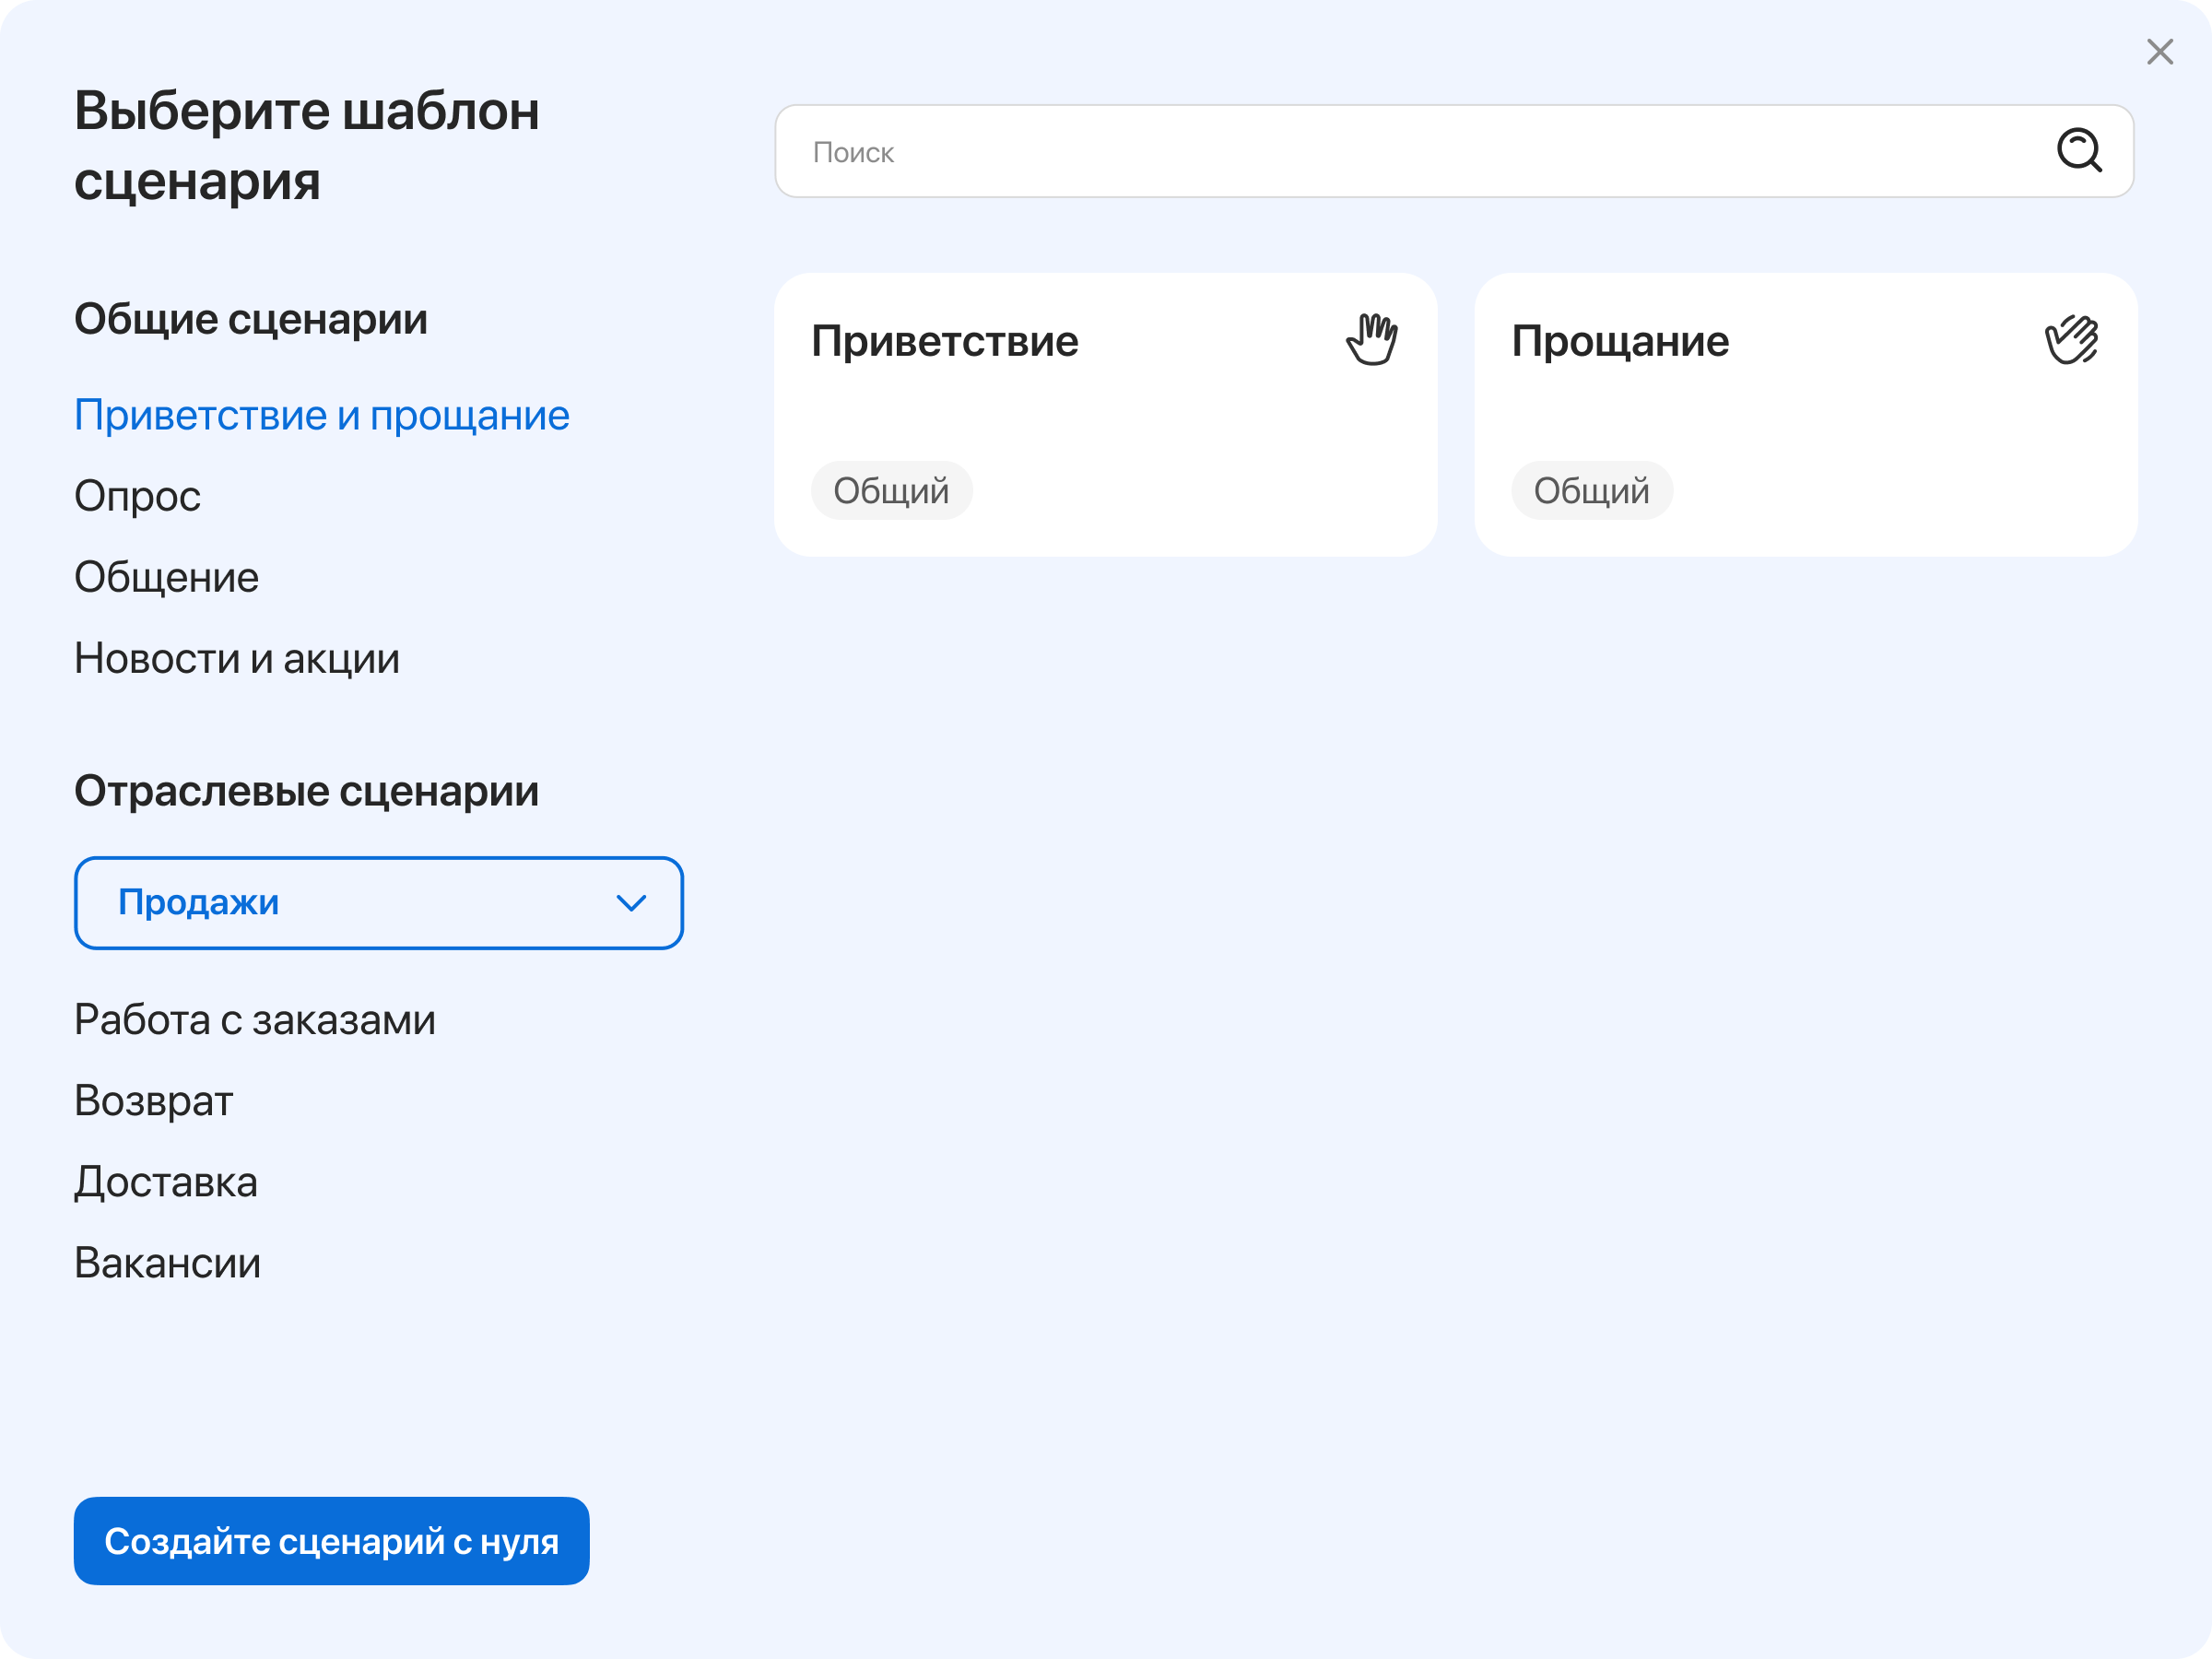 Выберите шаблон
сценария
Общие сценарии
Приветствие и прощание
Опрос
Общение
Новости и акции
Отраслевые сценарии
Продажи
Работа с заказами
Возврат
Доставка
Вакансии
Создайте сценарий с нуля
Поиск
Приветствие
Общий
Прощание
Общий